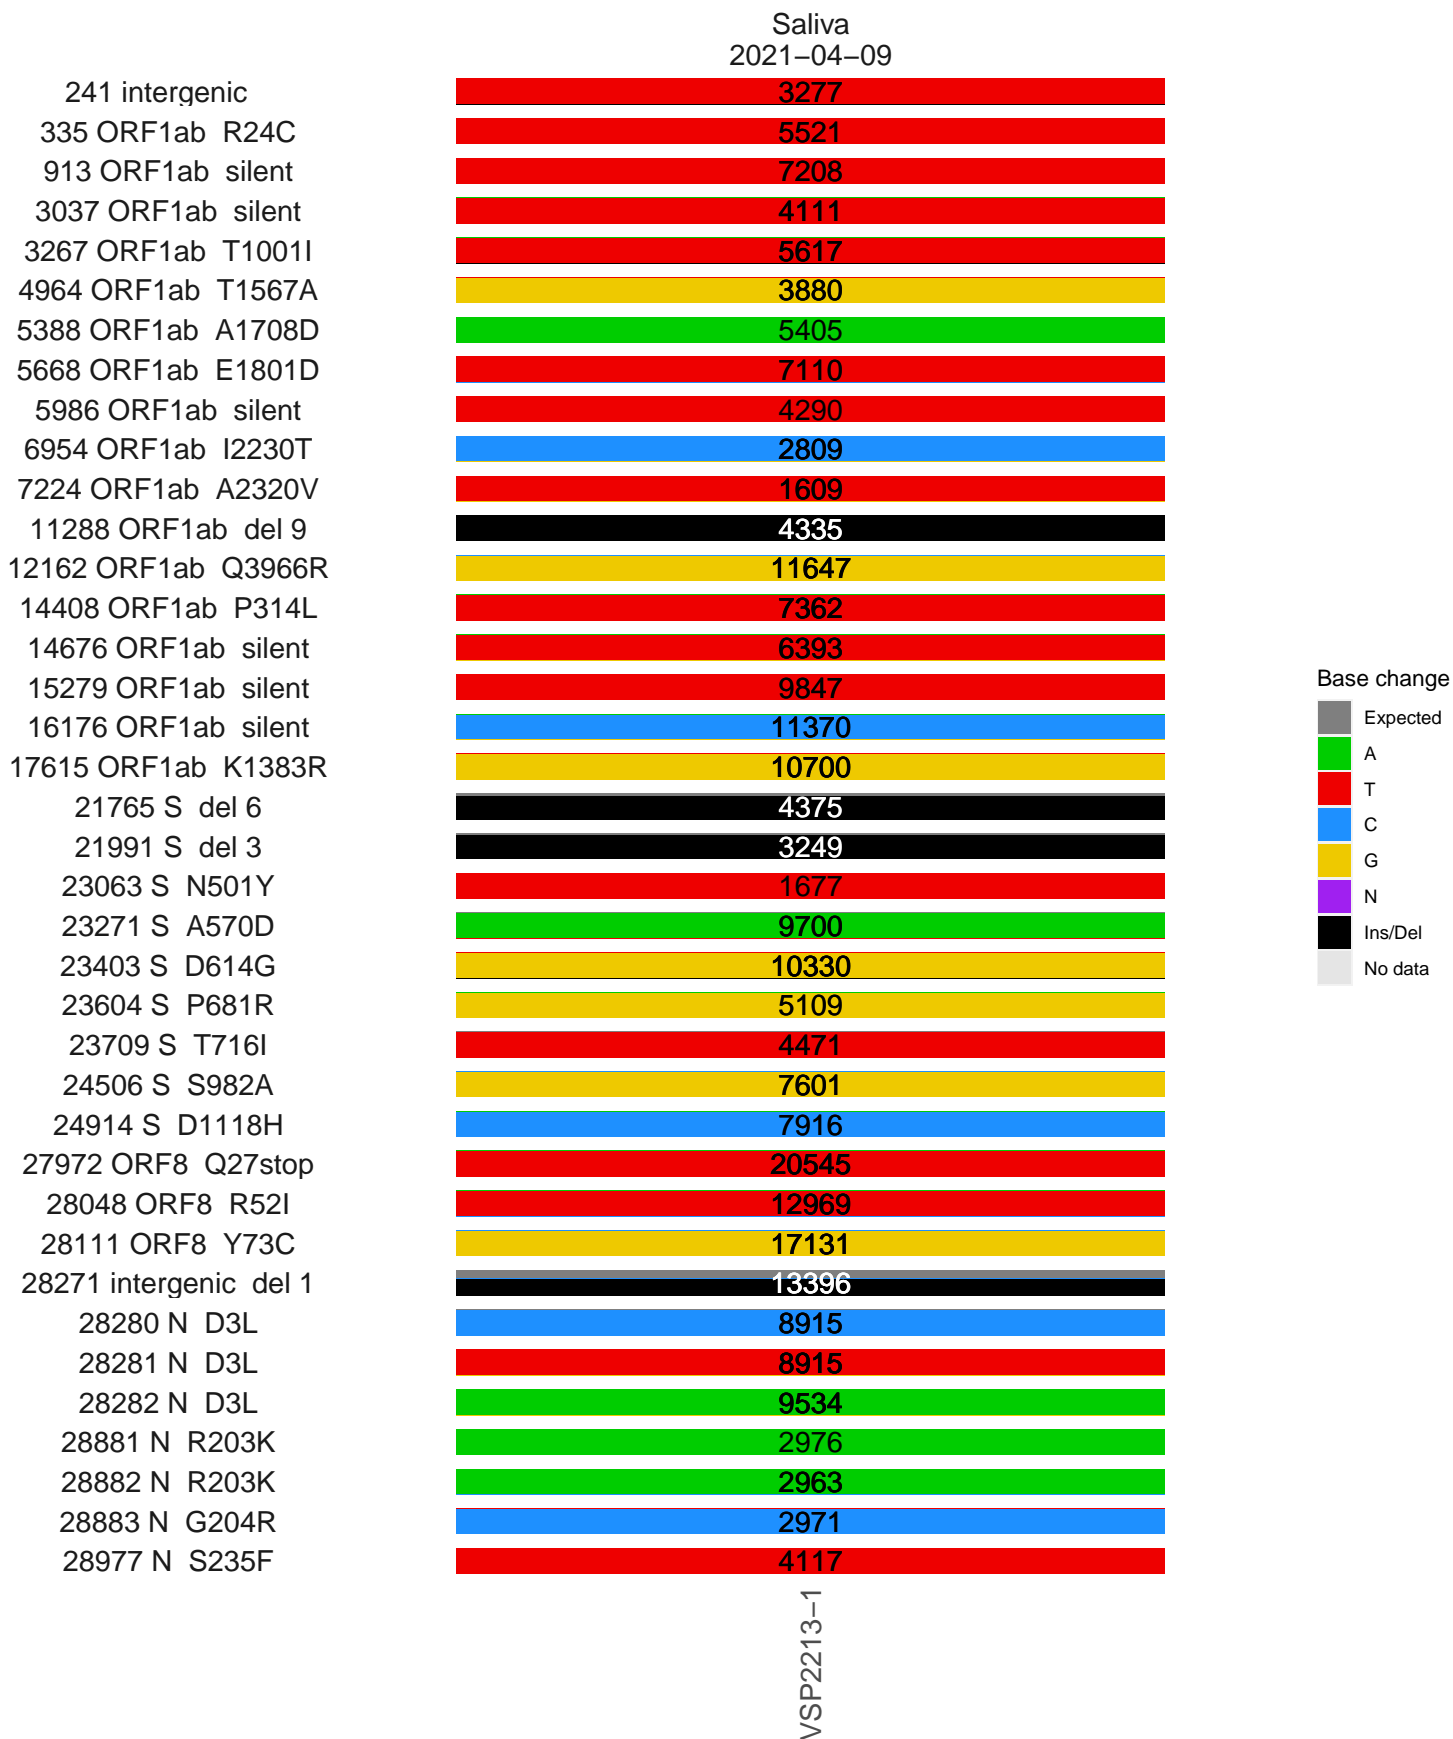 Saliva
2021−04−09
241 intergenic 3277
335 ORF1ab R24C 5521
913 ORF1ab silent 7208
3037 ORF1ab silent 4111
3267 ORF1ab T1001I 5617
4964 ORF1ab T1567A 3880
5388 ORF1ab A1708D 5405
5668 ORF1ab E1801D 7110
5986 ORF1ab silent 4290
6954 ORF1ab I2230T 2809
7224 ORF1ab A2320V 1609
11288 ORF1ab del 9 4335
12162 ORF1ab Q3966R 11647
14408 ORF1ab P314L 7362
14676 ORF1ab silent 6393
15279 ORF1ab silent 9847
16176 ORF1ab silent 11370
17615 ORF1ab K1383R 10700
21765 S del 6 4375
21991 S del 3 3249
23063 S N501Y 1677
23271 S A570D 9700
23403 S D614G 10330
23604 S P681R 5109
23709 S T716I 4471
24506 S S982A 7601
24914 S D1118H 7916
27972 ORF8 Q27stop 20545
28048 ORF8 R52I 12969
28111 ORF8 Y73C 17131
28271 intergenic del 1 13396
28280 N D3L 8915
28281 N D3L 8915
28282 N D3L 9534
28881 N R203K 2976
28882 N R203K 2963
28883 N G204R 2971
28977 N S235F 4117
VSP2213−1
Base change
Expected
A
T
C
G
N
Ins/Del
No data